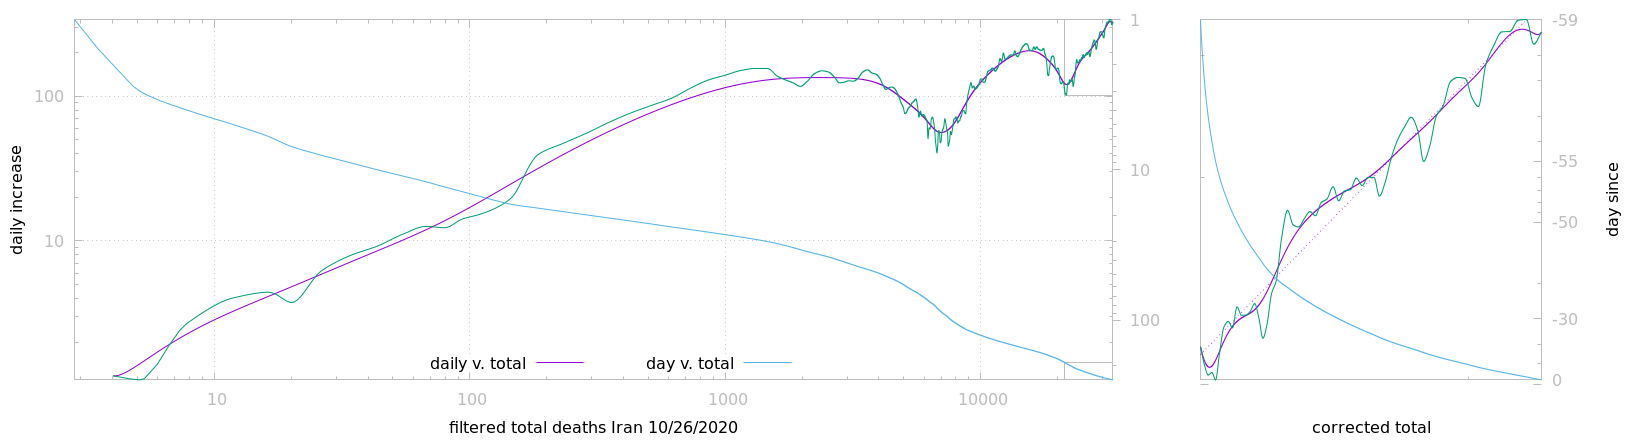 daily increase
100
10
10
100
1000
10000
filtered total deaths Iran 10/26/2020
daily v. total
day v. total
1
10
100
-59
-55
-50
-30
0
day since
corrected total